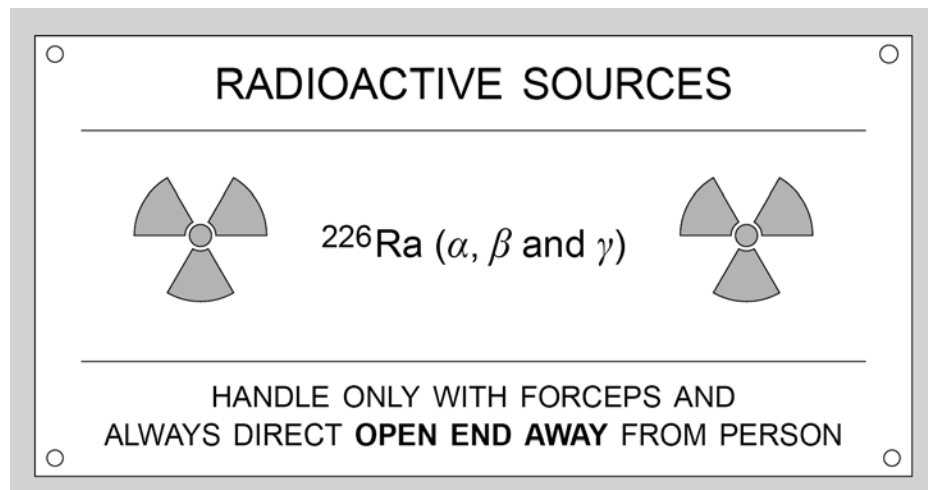 RADIOACTIVE SOURCES
²²⁶Ra (α, β and γ)
HANDLE ONLY WITH FORCEPS AND
ALWAYS DIRECT OPEN END AWAY FROM PERSON